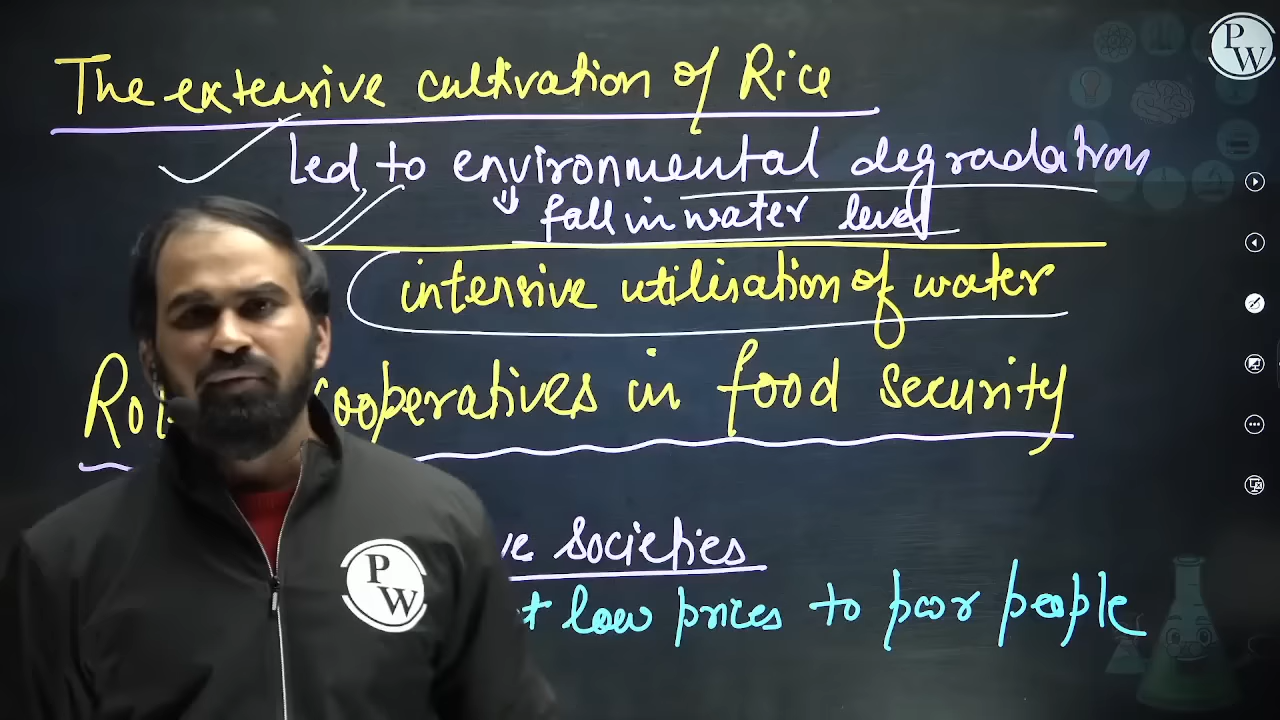 The extensive cultivation of Rice
Led to environmental degradation
fall in water level
intensive utilisation of water
cooperatives in food security
Societies
low prices to poor people
PW
PW